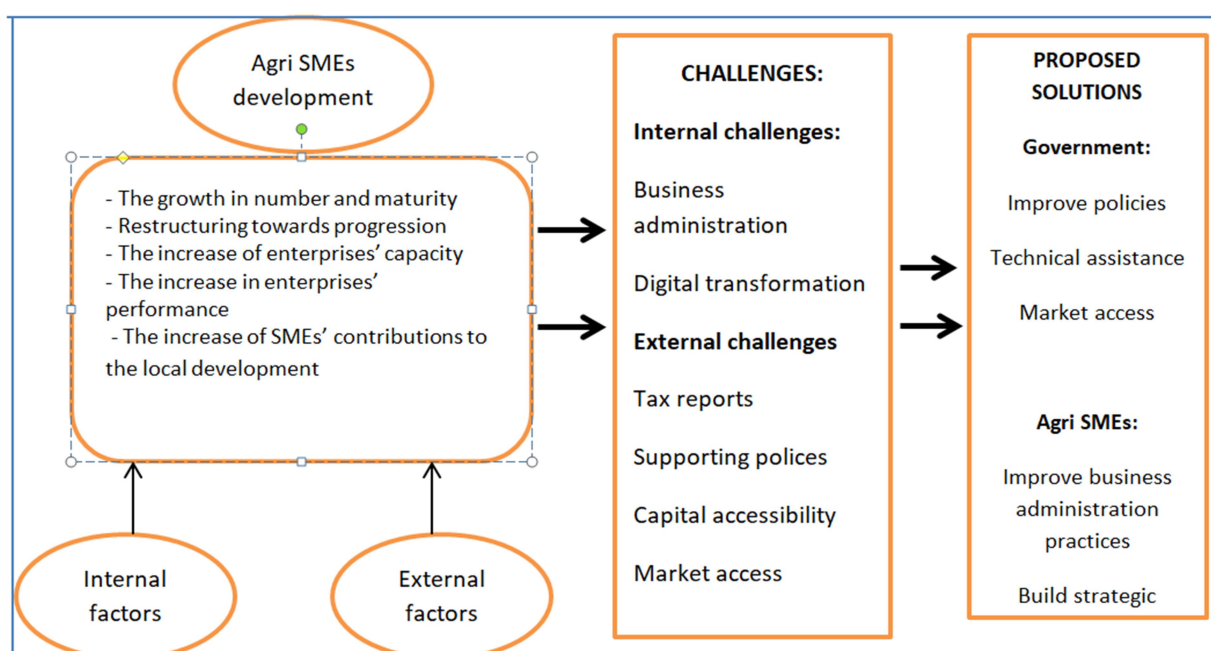 Agri SMEs
development
- The growth in number and maturity
- Restructuring towards progression
- The increase of enterprises’ capacity
- The increase in enterprises’
performance
- The increase of SMEs’ contributions to
the local development
Internal
factors
External
factors
CHALLENGES:
Internal challenges:
Business
administration
Digital transformation
External challenges
Tax reports
Supporting polices
Capital accessibility
Market access
PROPOSED
SOLUTIONS
Government:
Improve policies
Technical assistance
Market access
Agri SMEs:
Improve business
administration
practices
Build strategic